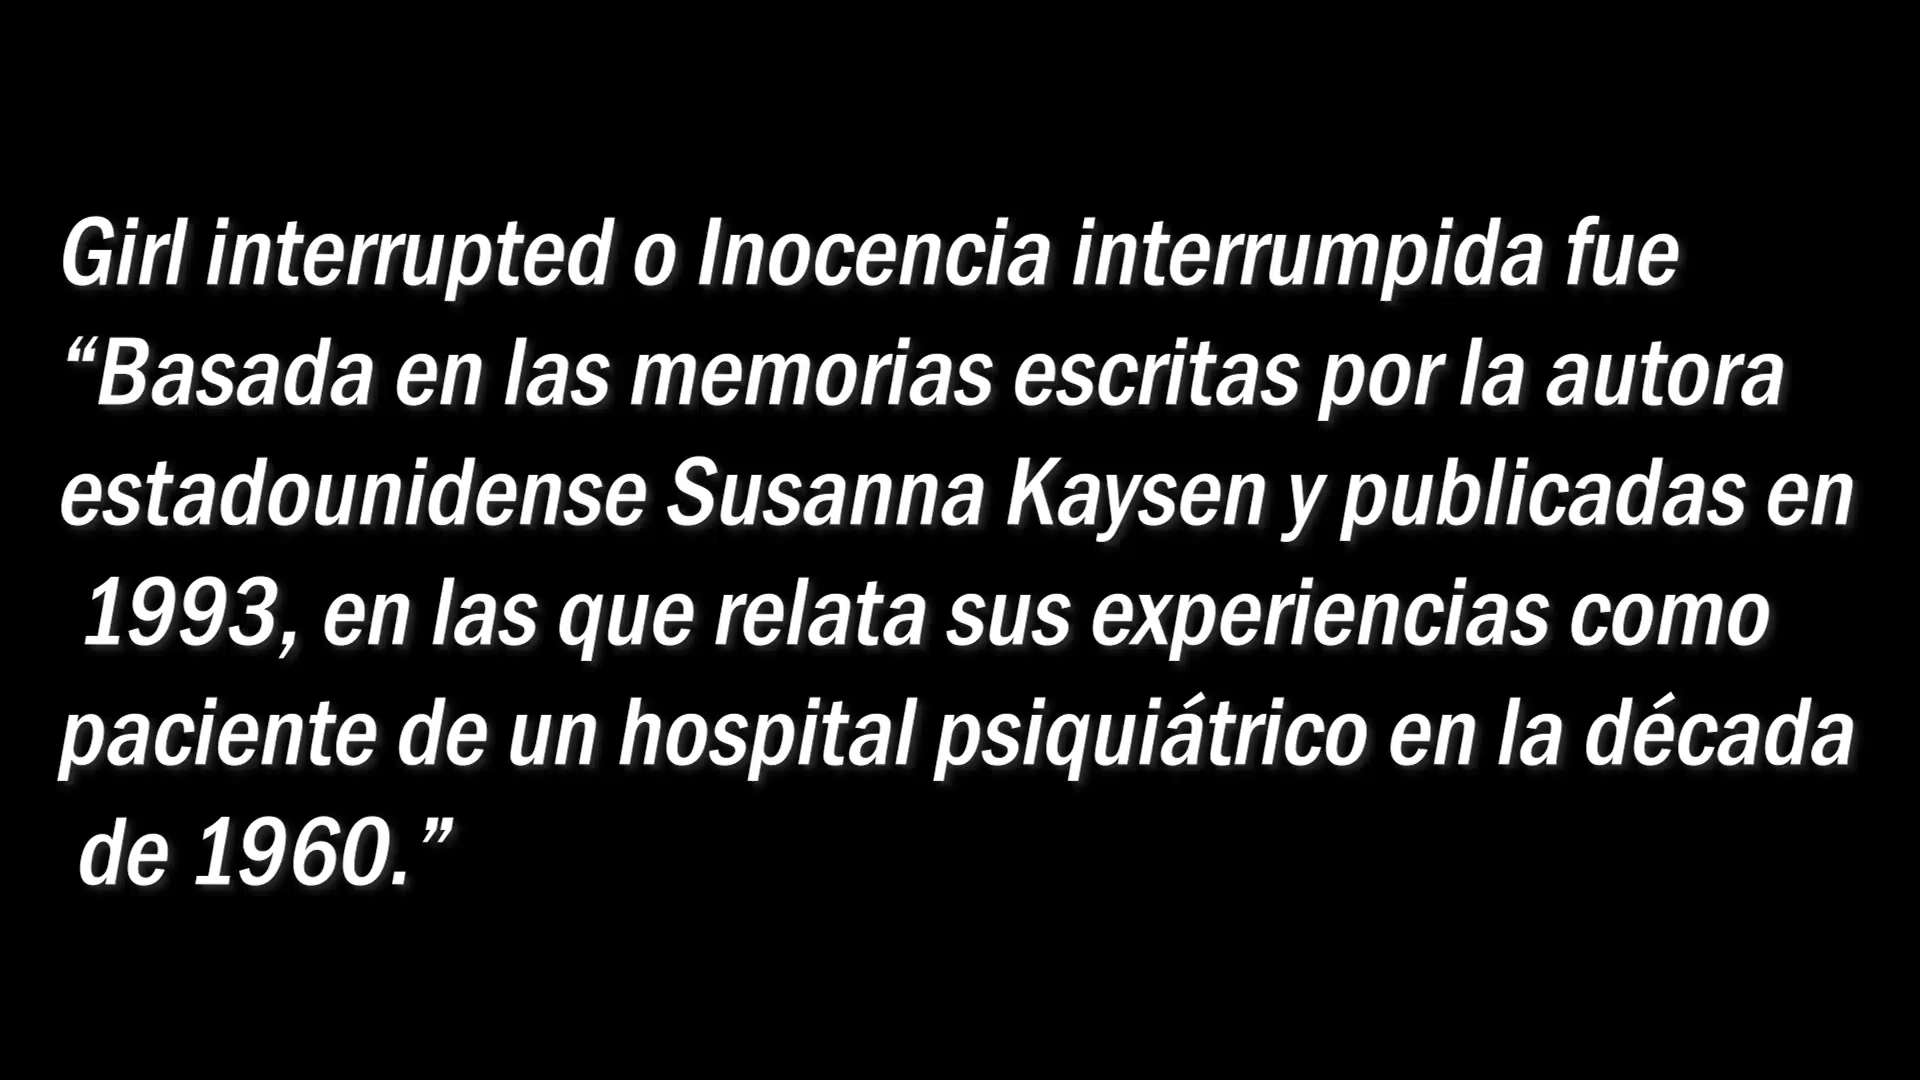 Girl interrupted o Inocencia interrumpida fue
“Basada en las memorias escritas por la autora
estadounidense Susanna Kaysen y publicadas en
1993, en las que relata sus experiencias como
paciente de un hospital psiquiátrico en la década
de 1960.”